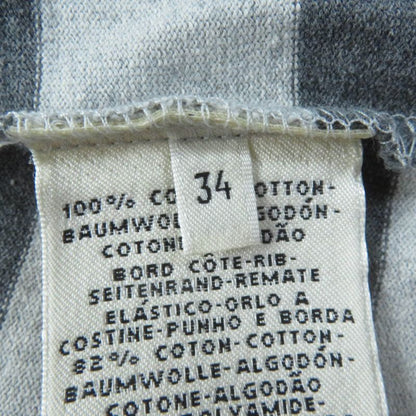 34
100% CO COTTON-
BAUMWOLLE ALGODÓN-
COTONE ALGODÃO
BORD CÔTE-RIB-
SEITENRAND-REMATE
ELÁSTICO-ORLO A
COSTINE-PUNHO E BORDA
82% COTON-COTTON-
BAUMWOLLE-ALGODÓN-
COTONE-ALGODÃO